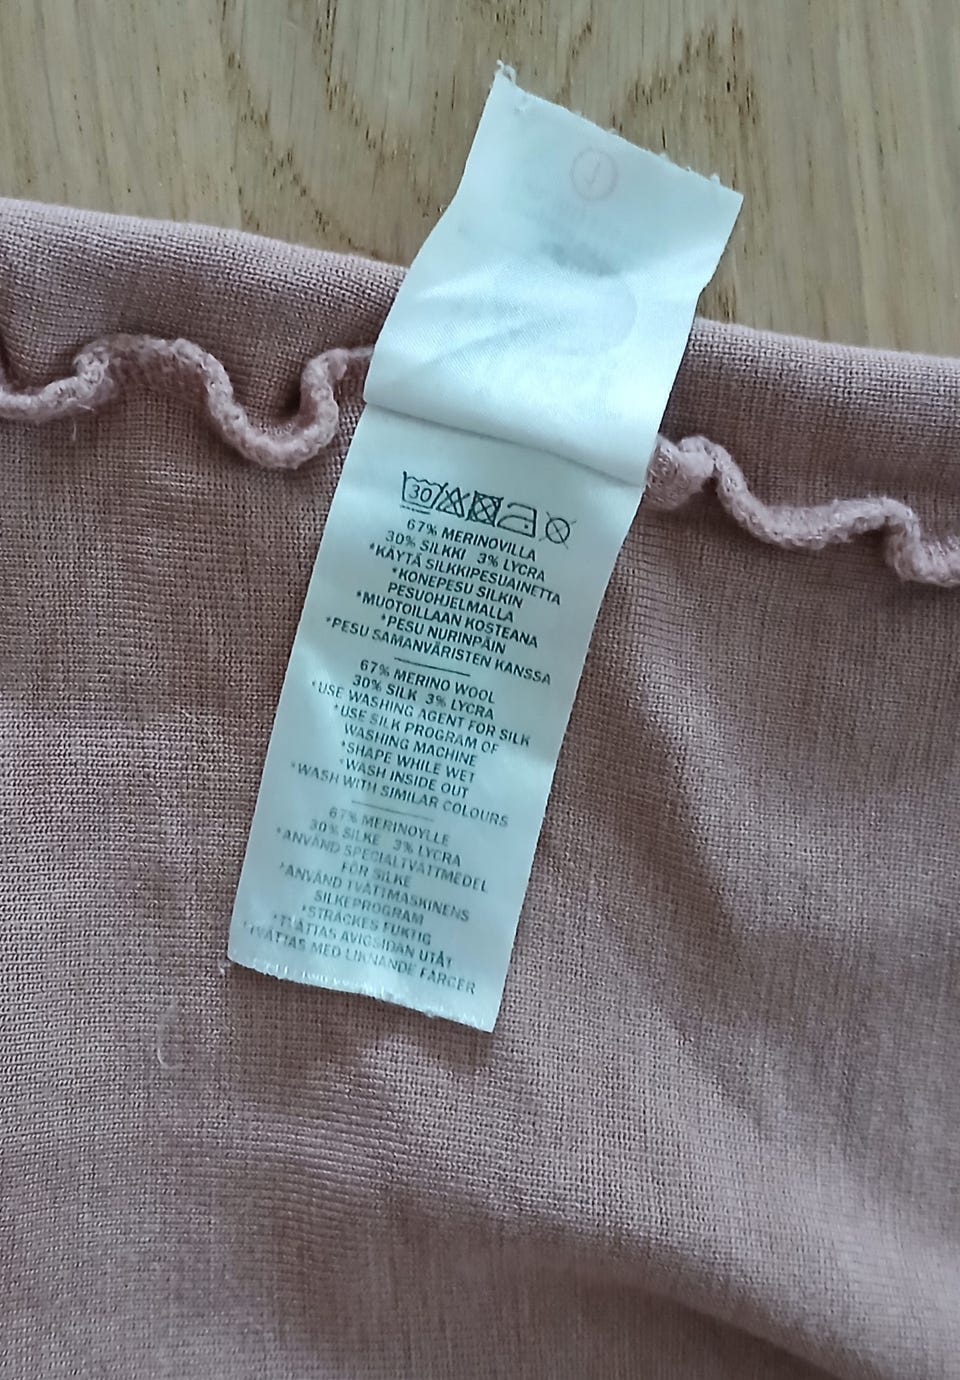 30
67% MERINOVILLA
30% SILKKI 3% LYCRA
*KÄYTÄ SILKKIPESUAINETTA
*KONEPESU SILKIN
PESUOHJELMALLA
*MUOTOILLAAN KOSTEANA
*PESU NURINPÄIN
*PESU SAMANVÄRISTEN KANSSA
67% MERINO WOOL
30% SILK 3% LYCRA
*USE WASHING AGENT FOR SILK
*USE SILK PROGRAM OF
WASHING MACHINE
*SHAPE WHILE WET
*WASH INSIDE OUT
*WASH WITH SIMILAR COLOURS
67% MERINOYLLE
30% SILKE 3% LYCRA
*ANVÄND SPECIALTVÄTTMEDEL
FÖR SILKE
*ANVÄND TVÄTTMASKINENS
SILKEPROGRAM
*STRÄCKES FUKTIG
*TVÄTTAS AVIGSIDAN UTÅT
*TVÄTTAS MED LIKNANDE FÄRGER